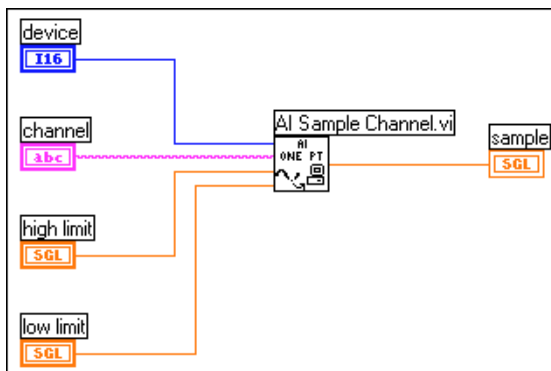 device
I16
channel
abc
high limit
SGL
low limit
SGL
AI Sample Channel.vi
AI
ONE PT
sample
SGL